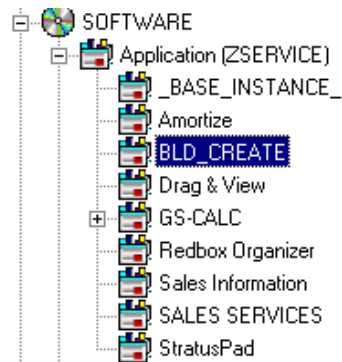 SOFTWARE
Application (ZSERVICE)
_BASE_INSTANCE_
Amortize
BLD_CREATE
Drag & View
GS-CALC
Redbox Organizer
Sales Information
SALES SERVICES
StratusPad